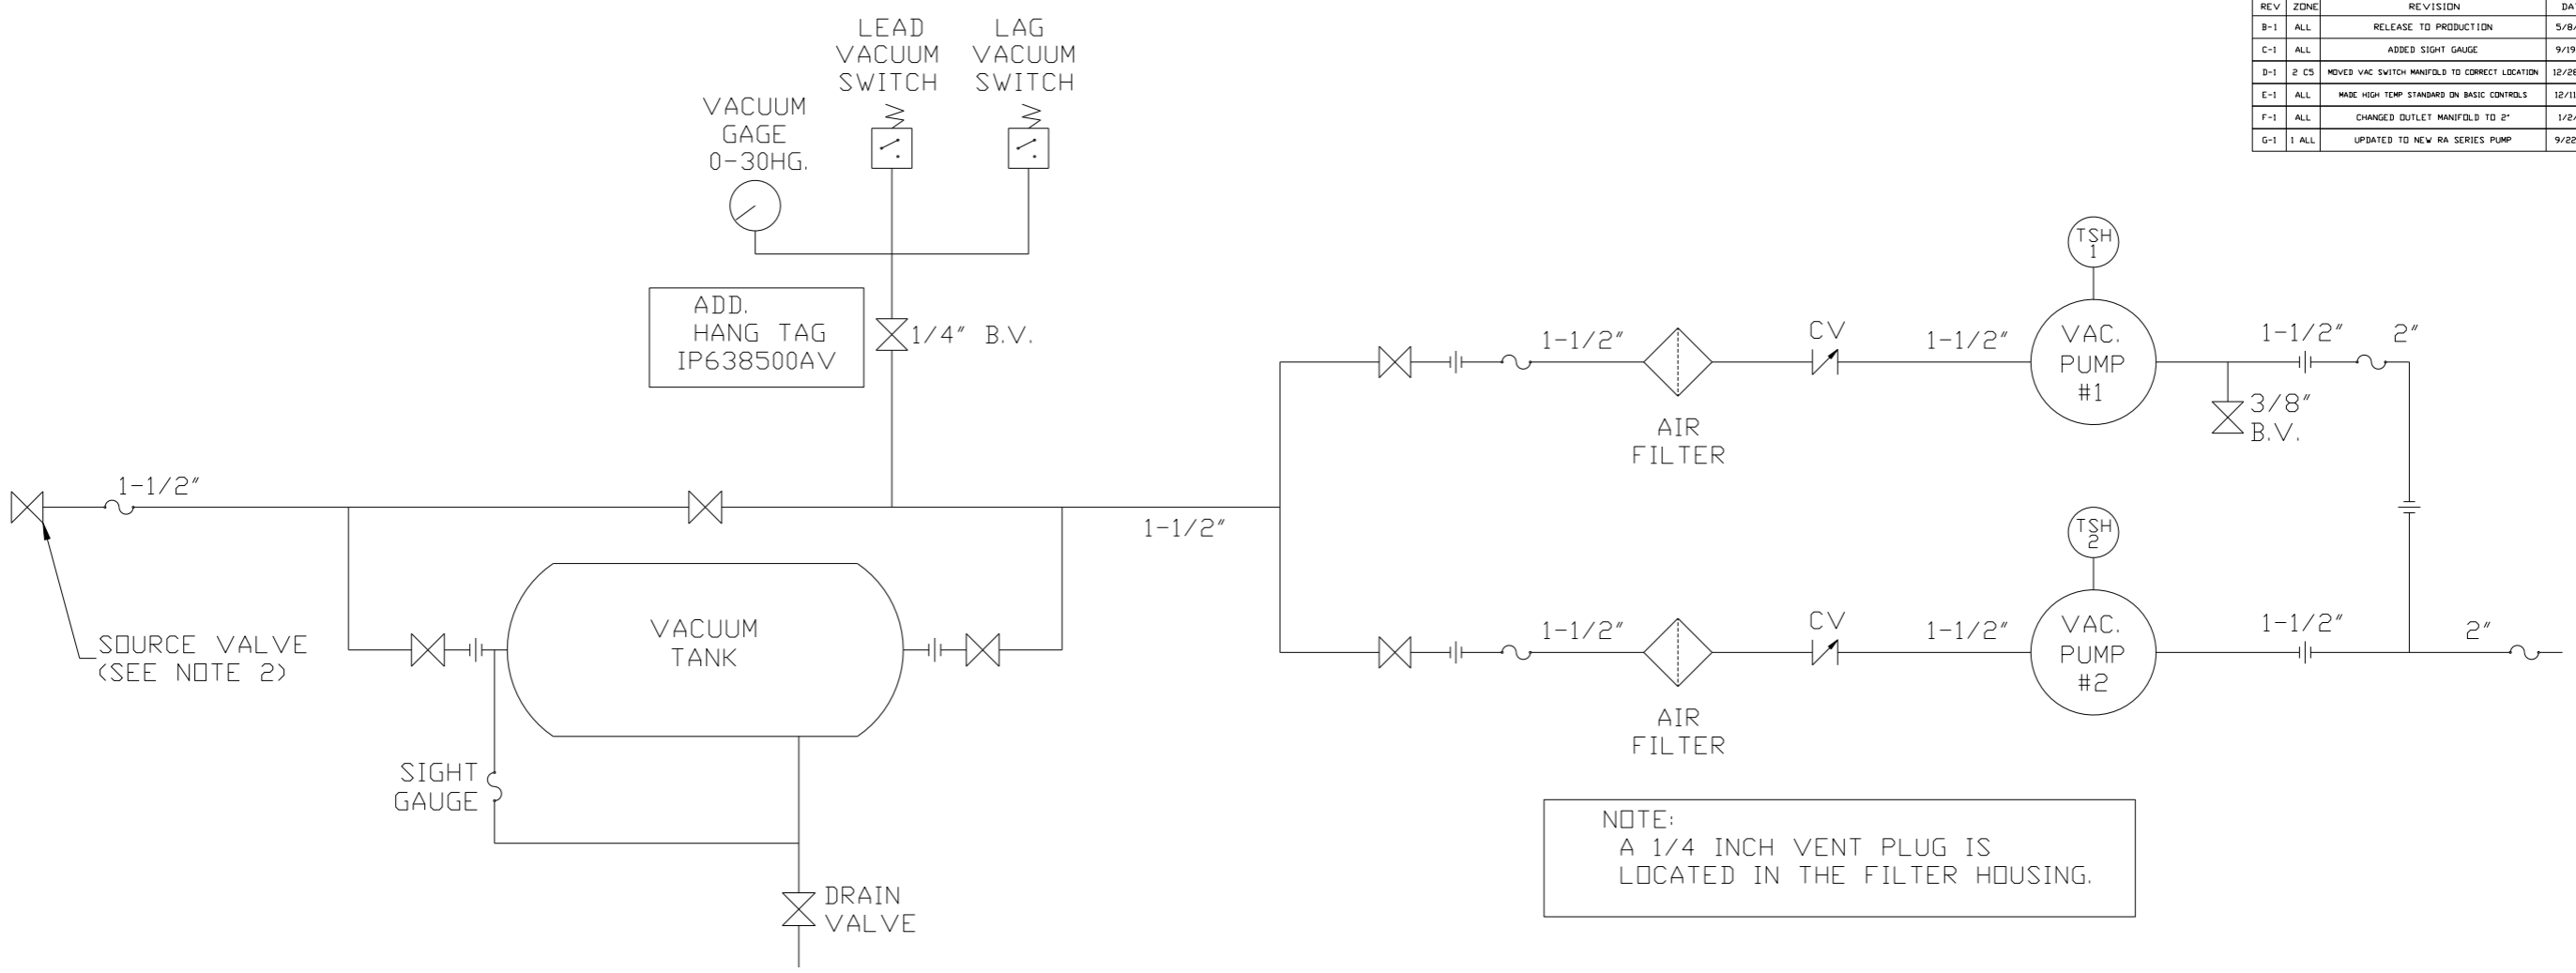 LEAD
VACUUM
SWITCH
LAG
VACUUM
SWITCH
VACUUM
GAGE
0-30HG.
ADD.
HANG TAG
IP638500AV
1/4" B.V.
REV ZONE REVISION
B-1 ALL RELEASE TO PRODUCTION
C-1 ALL ADDED SIGHT GAUGE
D-1 2 C5 MOVED VAC SWITCH MANIFOLD TO CORRECT LOCATION
E-1 ALL MADE HIGH TEMP STANDARD ON BASIC CONTROLS
F-1 ALL CHANGED OUTLET MANIFOLD TO 2"
G-1 1 ALL UPDATED TO NEW RA SERIES PUMP
TSH
1
1-1/2"
CV
1-1/2"
VAC.
PUMP
#1
1-1/2"
2"
3/8"
B.V.
AIR
FILTER
1-1/2"
1-1/2"
SOURCE VALVE
(SEE NOTE 2)
VACUUM
TANK
TSH
2
1-1/2"
CV
1-1/2"
VAC.
PUMP
#2
1-1/2"
2"
AIR
FILTER
SIGHT
GAUGE
DRAIN
VALVE
NOTE:
A 1/4 INCH VENT PLUG IS
LOCATED IN THE FILTER HOUSING.